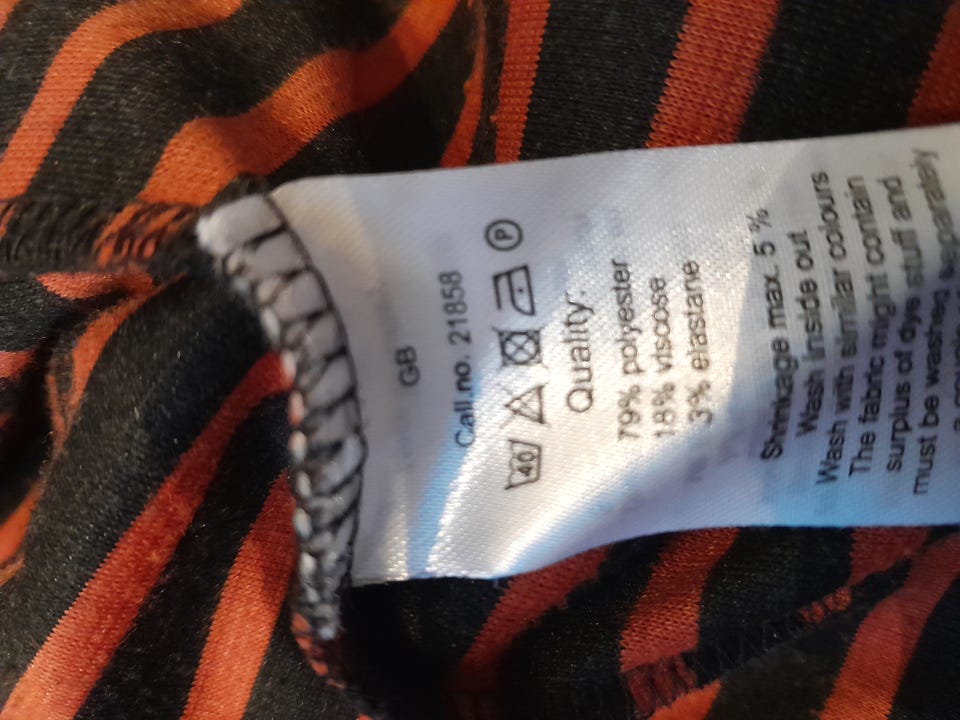 GB
Call.no. 21858
40 P
Quality:
79% polyester
18% viscose
3% elastane
Shrinkage max. 5 %
Wash inside out
Wash with similar colours
The fabric might contain
surplus of dye stuff and
must be washed separately